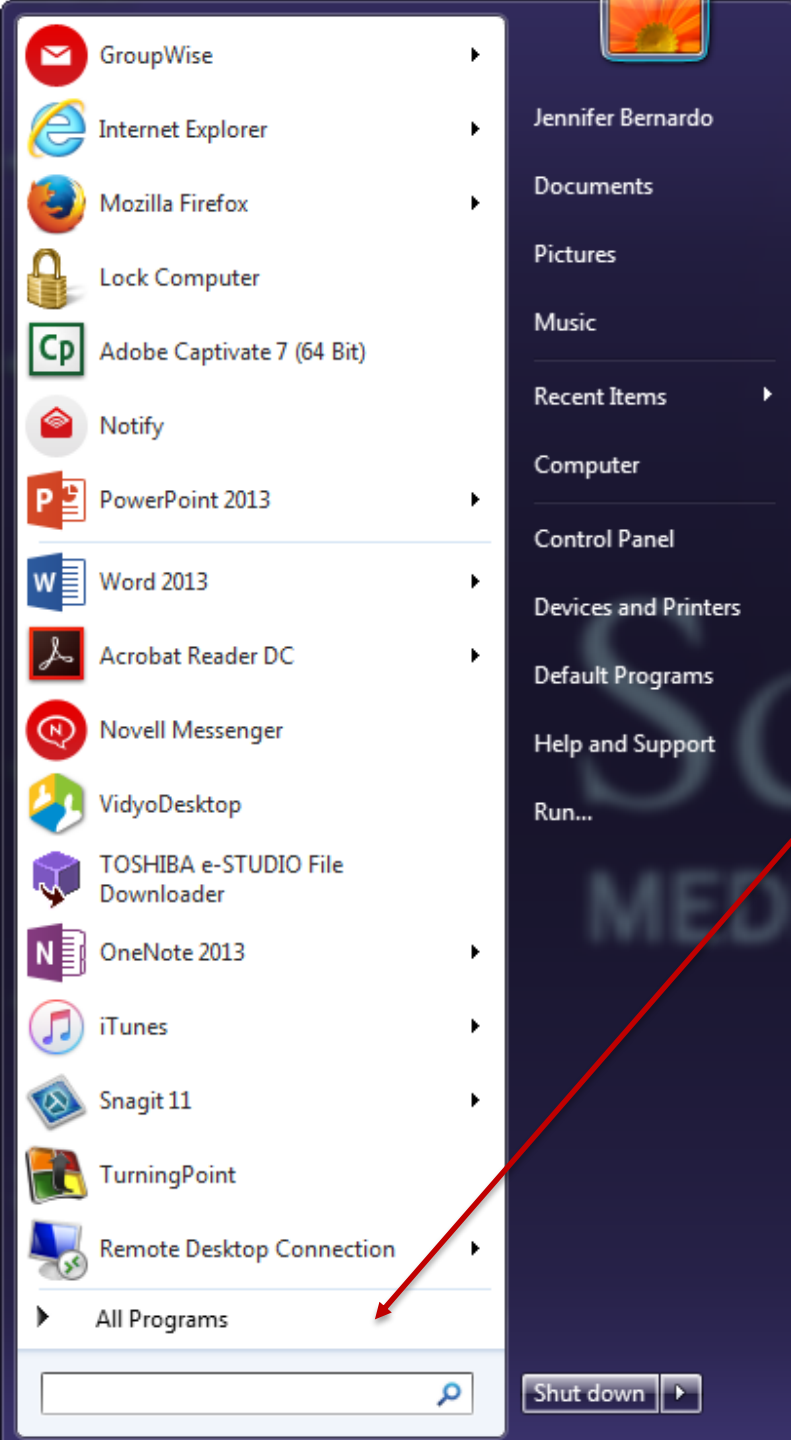 GroupWise
Internet Explorer
Mozilla Firefox
Lock Computer
Cp
Adobe Captivate 7 (64 Bit)
Notify
P
PowerPoint 2013
W
Word 2013
Acrobat Reader DC
N
Novell Messenger
VidyoDesktop
TOSHIBA e-STUDIO File
Downloader
N
OneNote 2013
iTunes
Snagit 11
TurningPoint
Remote Desktop Connection
All Programs
Jennifer Bernardo
Documents
Pictures
Music
Recent Items
Computer
Control Panel
Devices and Printers
Default Programs
Help and Support
Run...
MED
Shut down